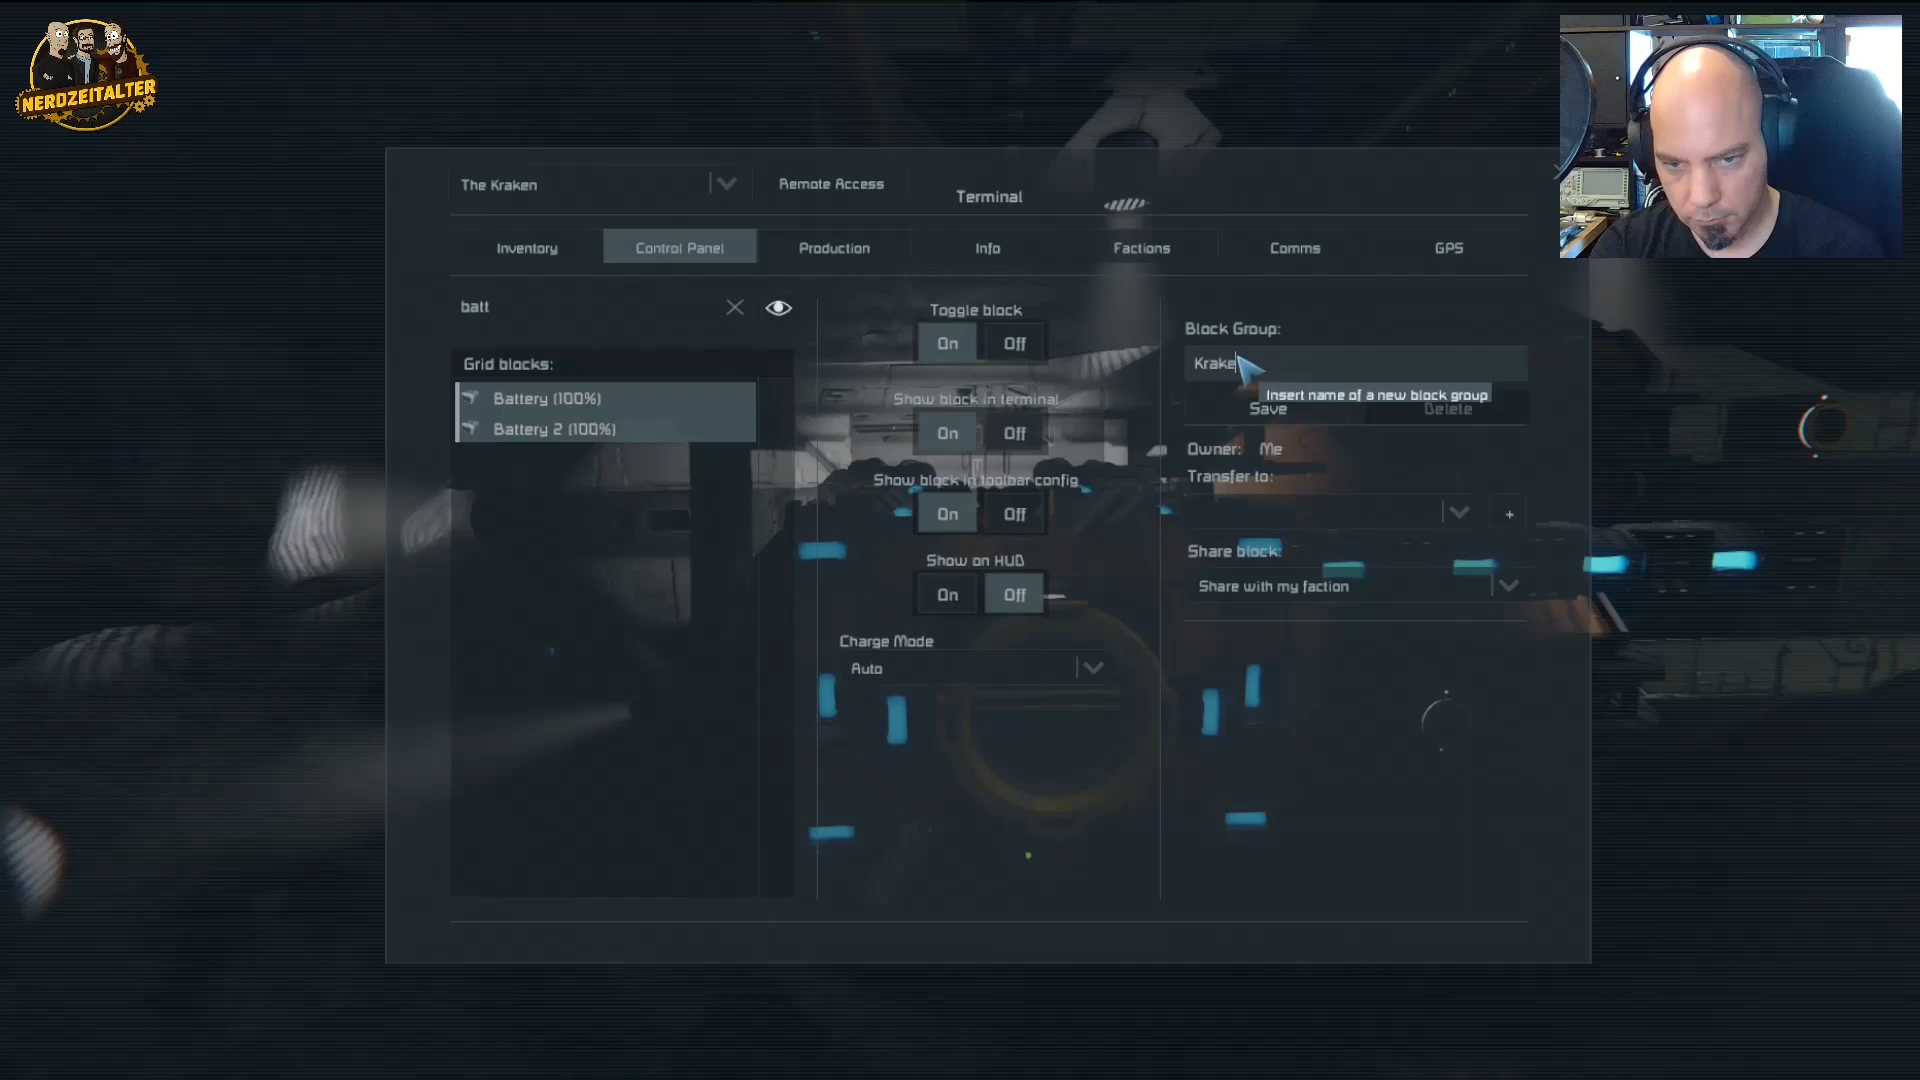 NERDZEITALTER
The Kraken
Remote Access
Terminal
Inventory
Control Panel
Production
Info
Factions
Comms
GPS
batt
Grid blocks:
Battery (100%)
Battery 2 (100%)
Toggle block
On
Off
Show block in terminal
On
Off
Show block in toolbar config
On
Off
Show on HUD
On
Off
Charge Mode
Auto
Block Group:
Krake
Insert name of a new block group
Save
Delete
Owner: Me
Transfer to:
+
Share block:
Share with my faction